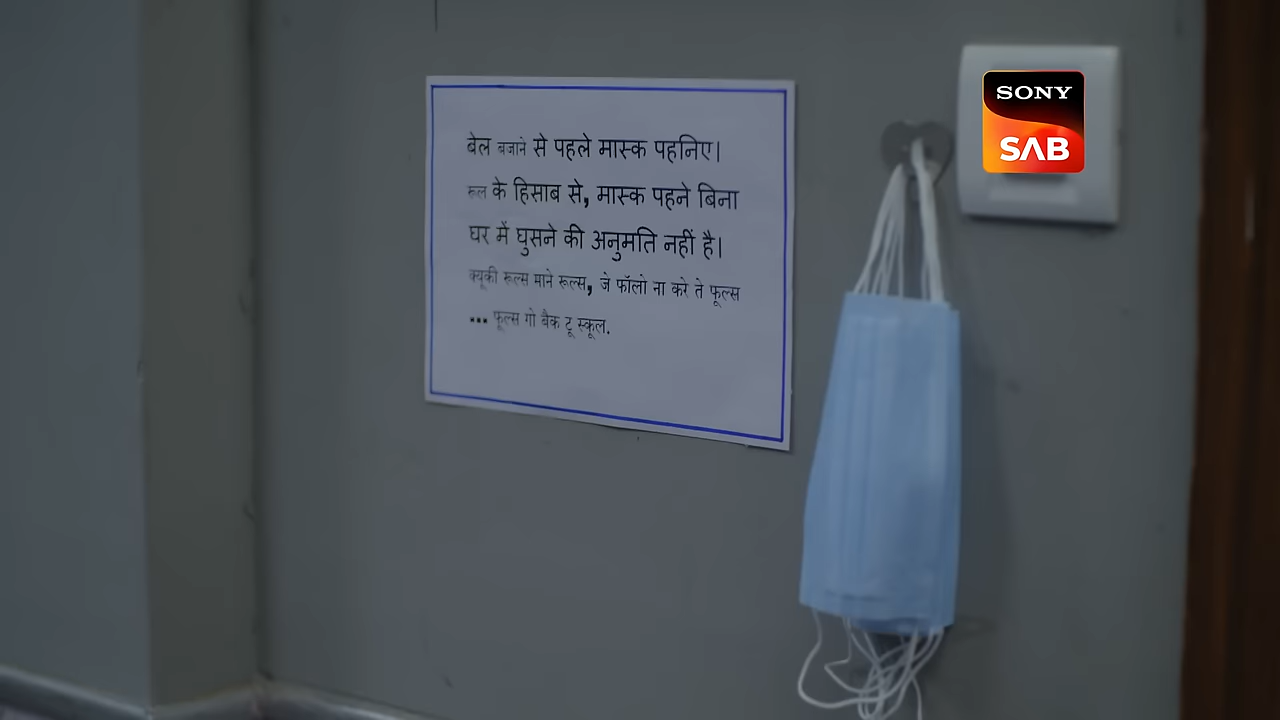 बेल बजाने से पहले मास्क पहनिए।
रूल के हिसाब से, मास्क पहने बिना
घर में घुसने की अनुमति नहीं है।
क्यूकी रूल्स माने रूल्स, जे फॉलो ना करे ते फूल्स
... फूल्स गो बैक टू स्कूल.
SONY
SAB